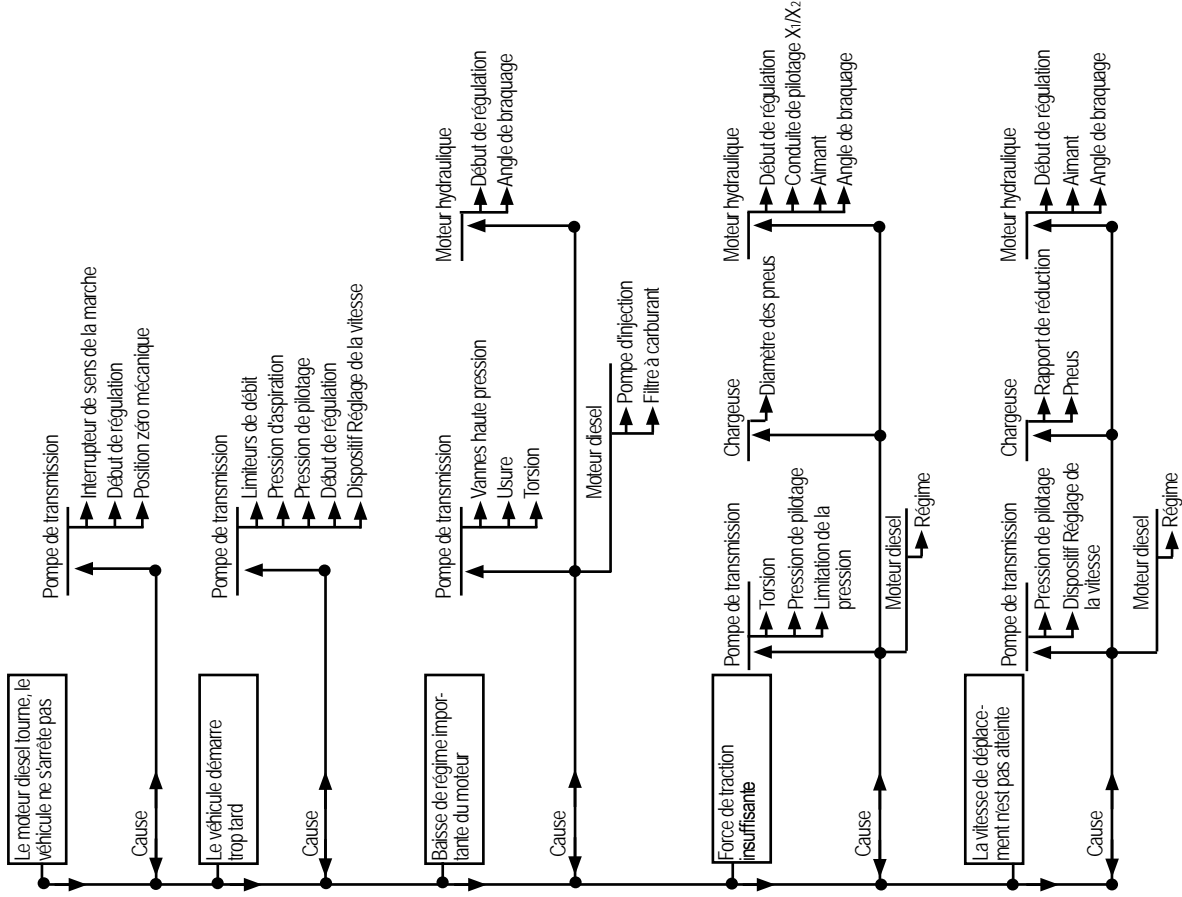 Le moteur diesel tourne, le
véhicule ne s'arrête pas
Cause
Pompe de transmission
Interrupteur de sens de la marche
Début de régulation
Position zéro mécanique
Le véhicule démarre
trop tard
Cause
Pompe de transmission
Limiteurs de débit
Pression d'aspiration
Pression de pilotage
Début de régulation
Dispositif Réglage de la vitesse
Baisse de régime impor-
tante du moteur
Cause
Pompe de transmission
Vannes haute pression
Usure
Torsion
Moteur diesel
Pompe d'injection
Filtre à carburant
Moteur hydraulique
Début de régulation
Angle de braquage
Force de traction
insuffisante
Cause
Pompe de transmission
Torsion
Pression de pilotage
Limitation de la
pression
Moteur diesel
Régime
Chargeuse
Diamètre des pneus
Moteur hydraulique
Début de régulation
Conduite de pilotage X1/X2
Aimant
Angle de braquage
La vitesse de déplace-
ment n'est pas atteinte
Cause
Pompe de transmission
Pression de pilotage
Dispositif Réglage de
la vitesse
Moteur diesel
Régime
Chargeuse
Rapport de réduction
Pneus
Moteur hydraulique
Début de régulation
Aimant
Angle de braquage